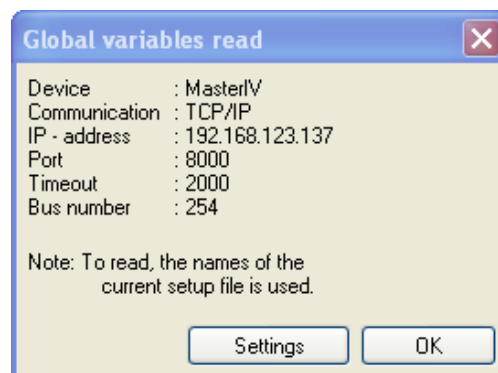 Global variables read
Device : MasterIV
Communication : TCP/IP
IP - address : 192.168.123.137
Port : 8000
Timeout : 2000
Bus number : 254
Note: To read, the names of the
current setup file is used.
Settings OK